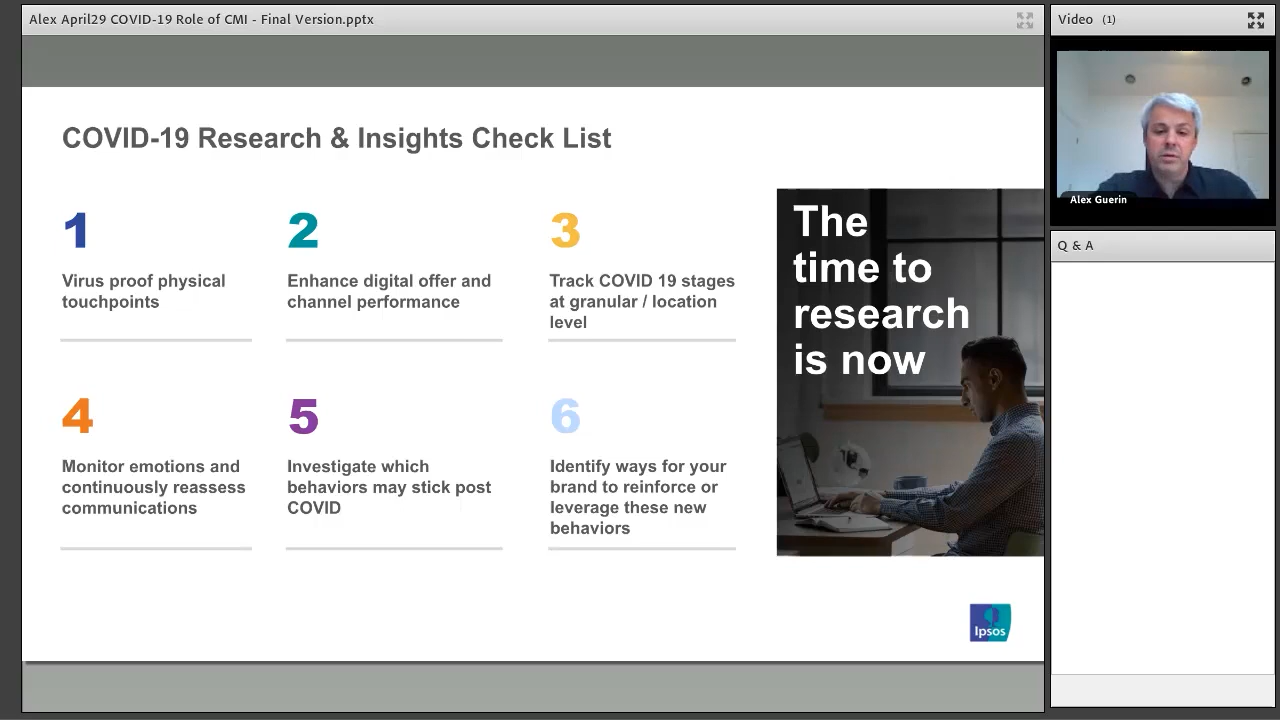 Alex April29 COVID-19 Role of CMI - Final Version.pptx
Video (1)
Alex Guerin
Q & A
COVID-19 Research & Insights Check List
1
Virus proof physical
touchpoints
2
Enhance digital offer and
channel performance
3
Track COVID 19 stages
at granular / location
level
4
Monitor emotions and
continuously reassess
communications
5
Investigate which
behaviors may stick post
COVID
6
Identify ways for your
brand to reinforce or
leverage these new
behaviors
The
time to
research
is now
Ipsos